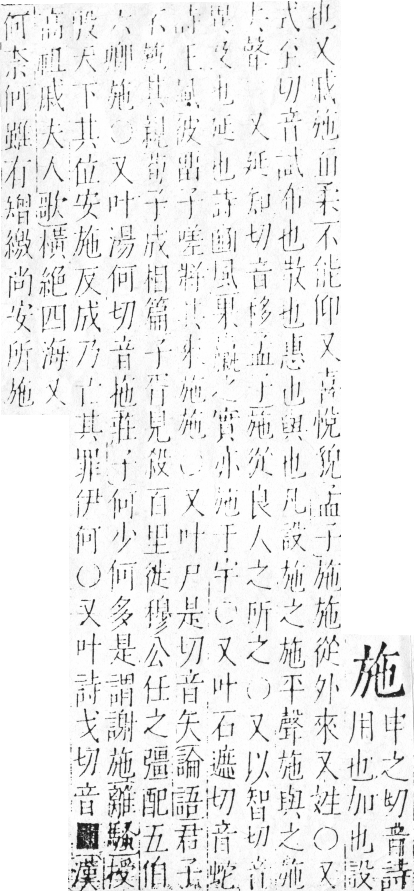 施
申之切音詩
用也加也設
也又戚施面柔不能仰又喜悅貌孟子施施從外來又姓○又
式至切音試布也散也惠也與也凡設施之施平聲施與之施
去聲 又延知切音移孟子施從良人之所之○又以智切音
異及也延也詩豳風果臝之實亦施于宇○又叶石遮切音蛇
詩王風彼畱子嗟將其來施施○又叶尸是切音矢論語君子
不施其親荀子成相篇子胥見殺百里徙穆公任之彊配五伯
六卿施○又叶湯何切音拖莊子何少何多是謂謝施離騷授
殷天下其位安施反成乃亡其罪伊何○又叶詩戈切音 漢
高祖戚夫人歌橫絕四海又
何柰何雖有矰繳尚安所施